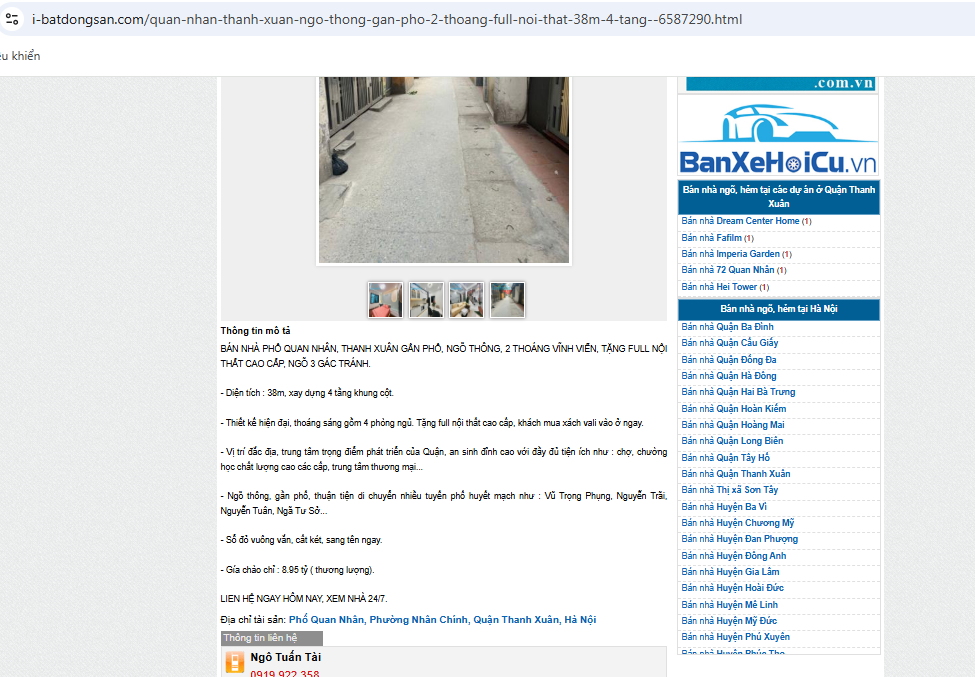 i-batdongsan.com/quan-nhan-thanh-xuan-ngo-thong-gan-pho-2-thoang-full-noi-that-38m-4-tang--6587290.html
ều khiển
.com.vn
BanXeHoiCu.vn
Bán nhà ngõ, hẻm tại các dự án ở Quận Thanh
Xuân
Bán nhà Dream Center Home (1)
Bán nhà Fafilm (1)
Bán nhà Imperia Garden (1)
Bán nhà 72 Quan Nhân (1)
Bán nhà Hei Tower (1)
Bán nhà ngõ, hẻm tại Hà Nội
Bán nhà Quận Ba Đình
Bán nhà Quận Cầu Giấy
Bán nhà Quận Đống Đa
Bán nhà Quận Hà Đông
Bán nhà Quận Hai Bà Trưng
Bán nhà Quận Hoàn Kiếm
Bán nhà Quận Hoàng Mai
Bán nhà Quận Long Biên
Bán nhà Quận Tây Hồ
Bán nhà Quận Thanh Xuân
Bán nhà Thị xã Sơn Tây
Bán nhà Huyện Ba Vì
Bán nhà Huyện Chương Mỹ
Bán nhà Huyện Đan Phượng
Bán nhà Huyện Đông Anh
Bán nhà Huyện Gia Lâm
Bán nhà Huyện Hoài Đức
Bán nhà Huyện Mê Linh
Bán nhà Huyện Mỹ Đức
Bán nhà Huyện Phú Xuyên
Bán nhà Huyện Phúc Thọ
Thông tin mô tả
BÁN NHÀ PHỐ QUAN NHÂN, THANH XUÂN GẦN PHỐ, NGÕ THÔNG, 2 THOÁNG VĨNH VIỄN, TẶNG FULL NỘI
THẤT CAO CẤP, NGÕ 3 GÁC TRÁNH.
- Diện tích : 38m, xay dựng 4 tầng khung cột.
- Thiết kế hiện đại, thoáng sáng gồm 4 phòng ngủ. Tặng full nội thất cao cấp, khách mua xách vali vào ở ngay.
- Vị trí đắc địa, trung tâm trọng điểm phát triển của Quận, an sinh đỉnh cao với đầy đủ tiện ích như : chợ, chường
học chất lượng cao các cấp, trung tâm thương mại...
- Ngõ thông, gần phố, thuận tiện di chuyển nhiều tuyến phố huyết mạch như : Vũ Trọng Phụng, Nguyễn Trãi,
Nguyễn Tuân, Ngã Tư Sở...
- Sổ đỏ vuông vắn, cất két, sang tên ngay.
- Gía chào chỉ : 8.95 tỷ ( thương lượng).
LIEN HỆ NGAY HÔM NAY, XEM NHÀ 24/7.
Địa chỉ tài sản: Phố Quan Nhân, Phường Nhân Chính, Quận Thanh Xuân, Hà Nội
Thông tin liên hệ
Ngô Tuấn Tài
0919 922 358